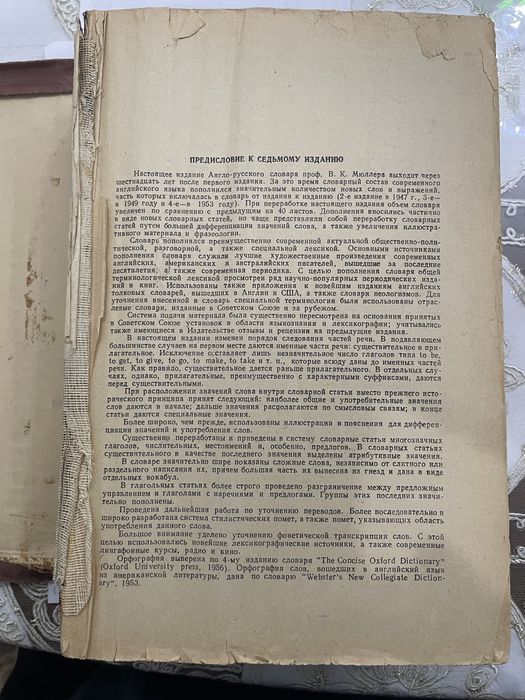 ПРЕДИСЛОВИЕ К СЕДЬМОМУ ИЗДАНИЮ
Настоящее издание Англо-русского словаря проф. В. К. Мюллера выходит через
шестнадцать лет после первого издания. За это время словарный состав современного
английского языка пополнился значительным количеством новых слов и выражений,
часть которых включалась в словарь от издания к изданию (2-е издание в 1947 г., 3-е—
в 1949 году и 4-е—в 1953 году). При переработке настоящего издания объем словаря
увеличен по сравнению с предыдущим на 40 листов. Дополнения вносились частично
в виде новых словарных статей, но чаще представляли собой переработку словарных
статей путем большей дифференциации значений слова, а также увеличения иллюстра-
тивного материала и фразеологии.
Словарь пополнился преимущественно современной актуальной общественно-поли-
тической, разговорной, а также специальной лексикой. Основными источниками
пополнения словаря служили лучшие художественные произведения современных
английских, американских и австралийских писателей, вышедшие за последние
десятилетия, а также современная периодика. С целью пополнения словаря общей
терминологической лексикой просмотрен ряд научно-популярных периодических изда-
ний и книг. Использованы также приложения к новейшим изданиям английских
толковых словарей, вышедших в Англии и США, а также словари неологизмов. Для
уточнения внесенной в словарь специальной терминологии были использованы отрас-
левые словари, изданные в Советском Союзе и за рубежом.
Система подачи материала была существенно пересмотрена на основании принятых
в Советском Союзе установок в области языкознания и лексикографии; учитывались
также имеющиеся в Издательстве отзывы и рецензии на предыдущие издания.
В настоящем издании изменен порядок следования частей речи. В подавляющем
большинстве случаев на первом месте даются именные части речи: существительное и при-
лагательное. Исключение составляет лишь незначительное число глаголов типа to be,
to get, to give, to go, to make, to take и т. п., которые всюду даны до именных частей
речи. Как правило, существительное дается раньше прилагательного. В отдельных слу-
чаях, однако, прилагательные, преимущественно с характерными суффиксами, даются
перед существительными.
При расположении значений слова внутри словарной статьи вместо прежнего исто-
рического принципа принят следующий: наиболее общие и употребительные значения
слов даются в начале; дальше значения располагаются по смысловым связям; в конце
статьи даются специальные значения.
Более широко, чем прежде, использованы иллюстрации и пояснения для дифферен-
циации значений и употребления слов.
Существенно переработаны и приведены в систему словарные статьи многозначных
глаголов, числительных, местоимений и, особенно, предлогов. В словарных статьях
существительного в качестве последнего значения выделены атрибутивные значения.
В словаре значительно шире показаны сложные слова, независимо от слитного или
раздельного написания их, причем большая часть их вынесена из гнезд и дана в виде
отдельных вокабул.
В глагольных статьях более строго проведено разграничение между предложным
управлением и глаголами с наречиями и предлогами. Группы этих последних значи-
тельно пополнены.
Проведена дальнейшая работа по уточнению переводов. Более последовательно и
широко разработана система стилистических помет, а также помет, указывающих область
употребления данного слова.
Большое внимание уделено уточнению фонетической транскрипции слов. С этой
целью использовались новейшие лексикографические источники, а также современные
лингафонные курсы, радио и кино.
Орфография выверена по 4-му изданию словаря "The Concise Oxford Dictionary"
(Oxford University press, 1956). Орфография слов, вошедших в английский язык
из американской литературы, дана по словарю "Webster's New Collegiate Diction-
ary", 1953.